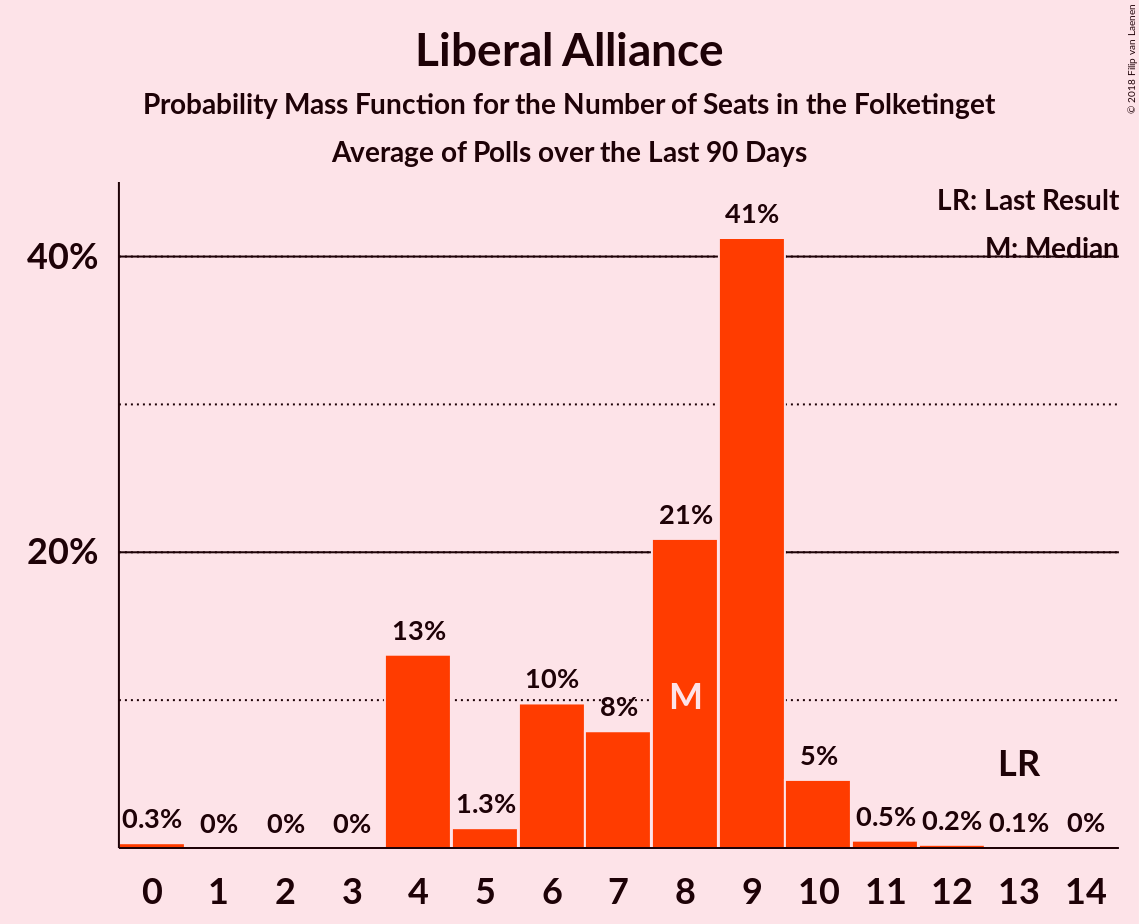 Liberal Alliance
Probability Mass Function for the Number of Seats in the Folketinget
Average of Polls over the Last 90 Days
© 2018 Filip van Laenen
LR: Last Result
M: Median
40%
20%
0.3%
0%
0%
0%
13%
1.3%
10%
8%
21%
41%
5%
0.5%
0.2%
0.1%
0%
M
LR
0 1 2 3 4 5 6 7 8 9 10 11 12 13 14